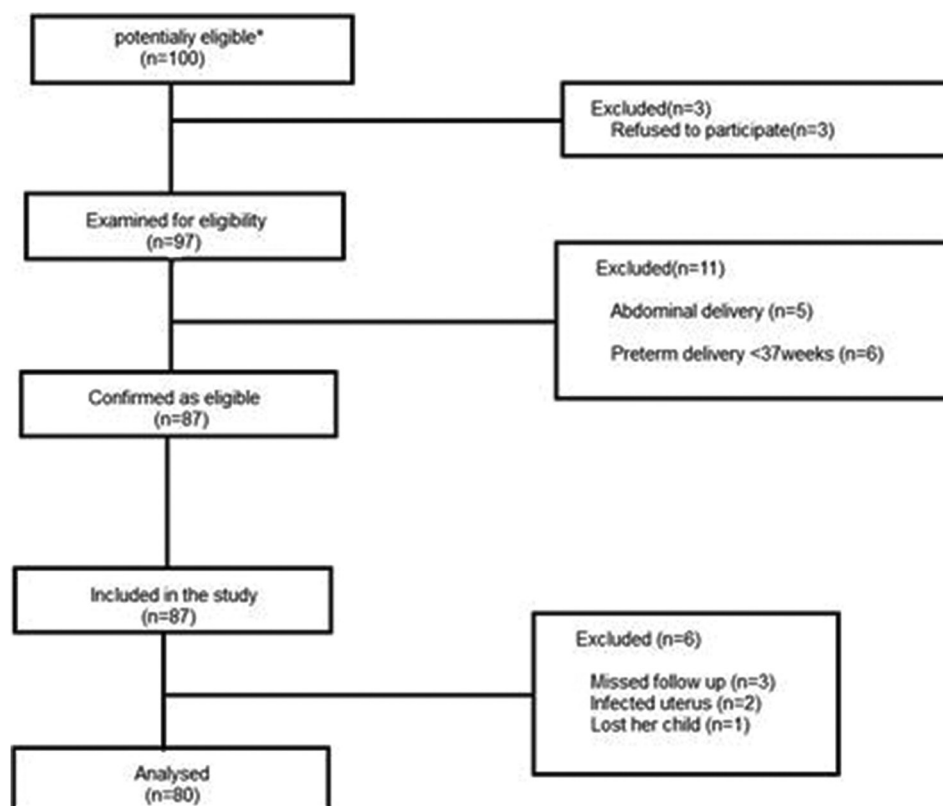 potentialiy eligible*
(n=100)
Excluded(n=3)
Refused to participate(n=3)
Examined for eligibility
(n=97)
Excluded(n=11)
Abdominal delivery (n=5)
Preterm delivery <37weeks (n=6)
Confirmed as eligible
(n=87)
Included in the study
(n=87)
Excluded (n=6)
Missed follow up (n=3)
Infected uterus (n=2)
Lost her child (n=1)
Analysed
(n=80)